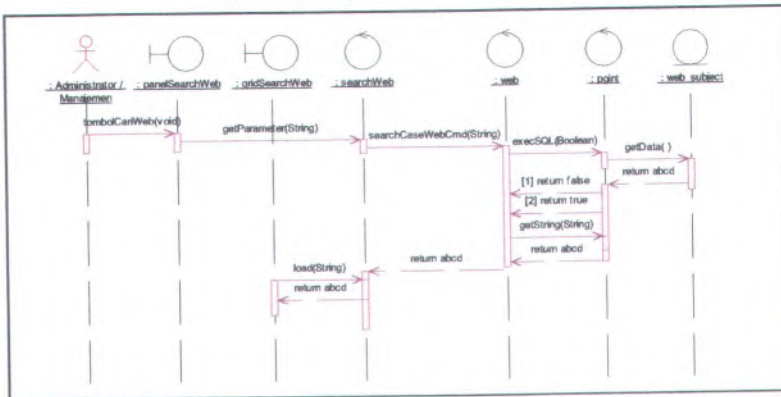 : Administrator /
Manajemen
: panelSearchWeb
: gridSearchWeb
: searchWeb
: web
: point
: web_subject
tombolCariWeb(void)
getParameter(String)
searchCaseWebCmd(String)
execSQL(Boolean)
getData( )
return abcd
[1] return false
[2] return true
getString(String)
return abcd
return abcd
load(String)
return abcd